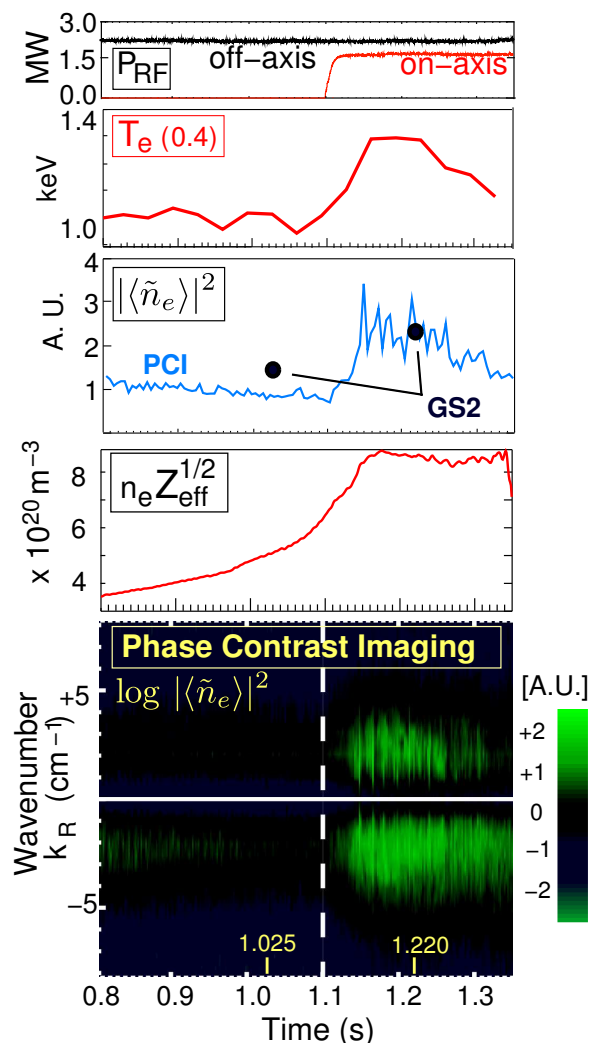 3.0
1.5
0.0
MW
P_RF
off−axis
on−axis
1.4
1.0
keV
T_e (0.4)
4
3
2
1
A. U.
|⟨ñ_e⟩|²
PCI
GS2
8
6
4
x 10^20 m^−3
n_e Z_eff^1/2
Phase Contrast Imaging
log |⟨ñ_e⟩|²
+5
−5
Wavenumber
k_R (cm^−1)
1.025
1.220
[A.U.]
+2
+1
0
−1
−2
0.8 0.9 1.0 1.1 1.2 1.3
Time (s)